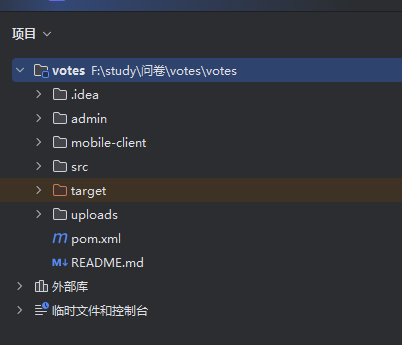 项目
votes F:\study\问卷\votes\votes
.idea
admin
mobile-client
src
target
uploads
pom.xml
README.md
外部库
临时文件和控制台